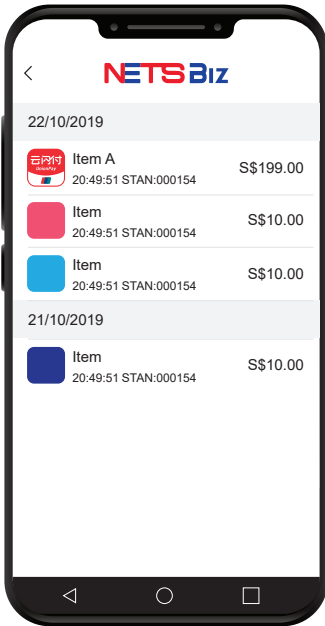 NETS BIZ
22/10/2019
云闪付
UnionPay
Item A
S$199.00
20:49:51 STAN:000154
Item
S$10.00
20:49:51 STAN:000154
Item
S$10.00
20:49:51 STAN:000154
21/10/2019
Item
S$10.00
20:49:51 STAN:000154